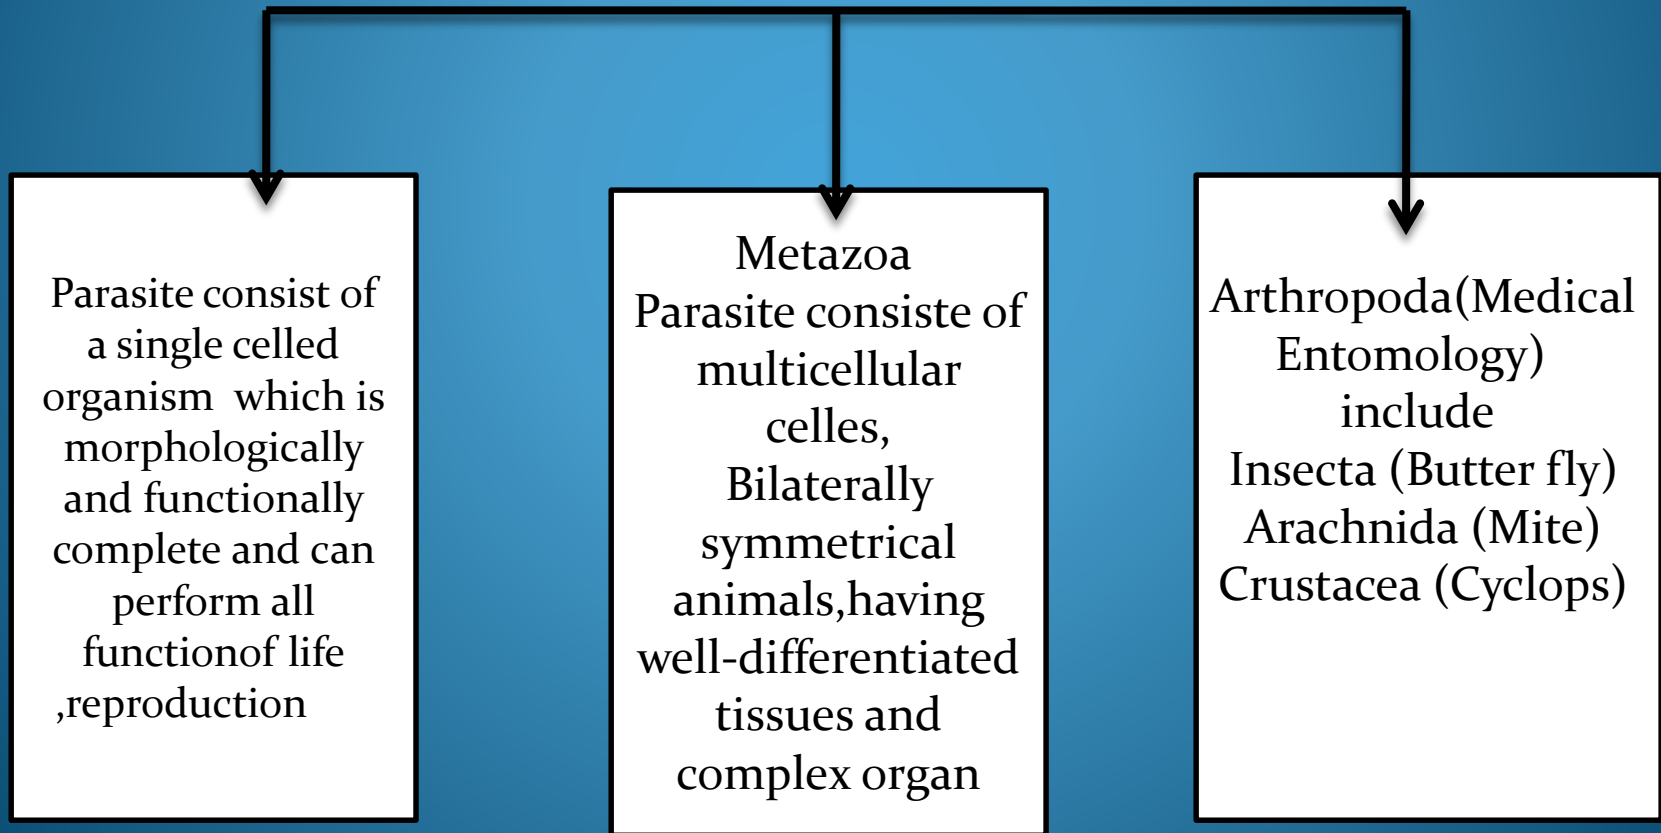 Parasite consist of
a single celled
organism which is
morphologically
and functionally
complete and can
perform all
functionof life
,reproduction
Metazoa
Parasite consiste of
multicellular
celles,
Bilaterally
symmetrical
animals,having
well-differentiated
tissues and
complex organ
Arthropoda(Medical
Entomology)
include
Insecta (Butter fly)
Arachnida (Mite)
Crustacea (Cyclops)